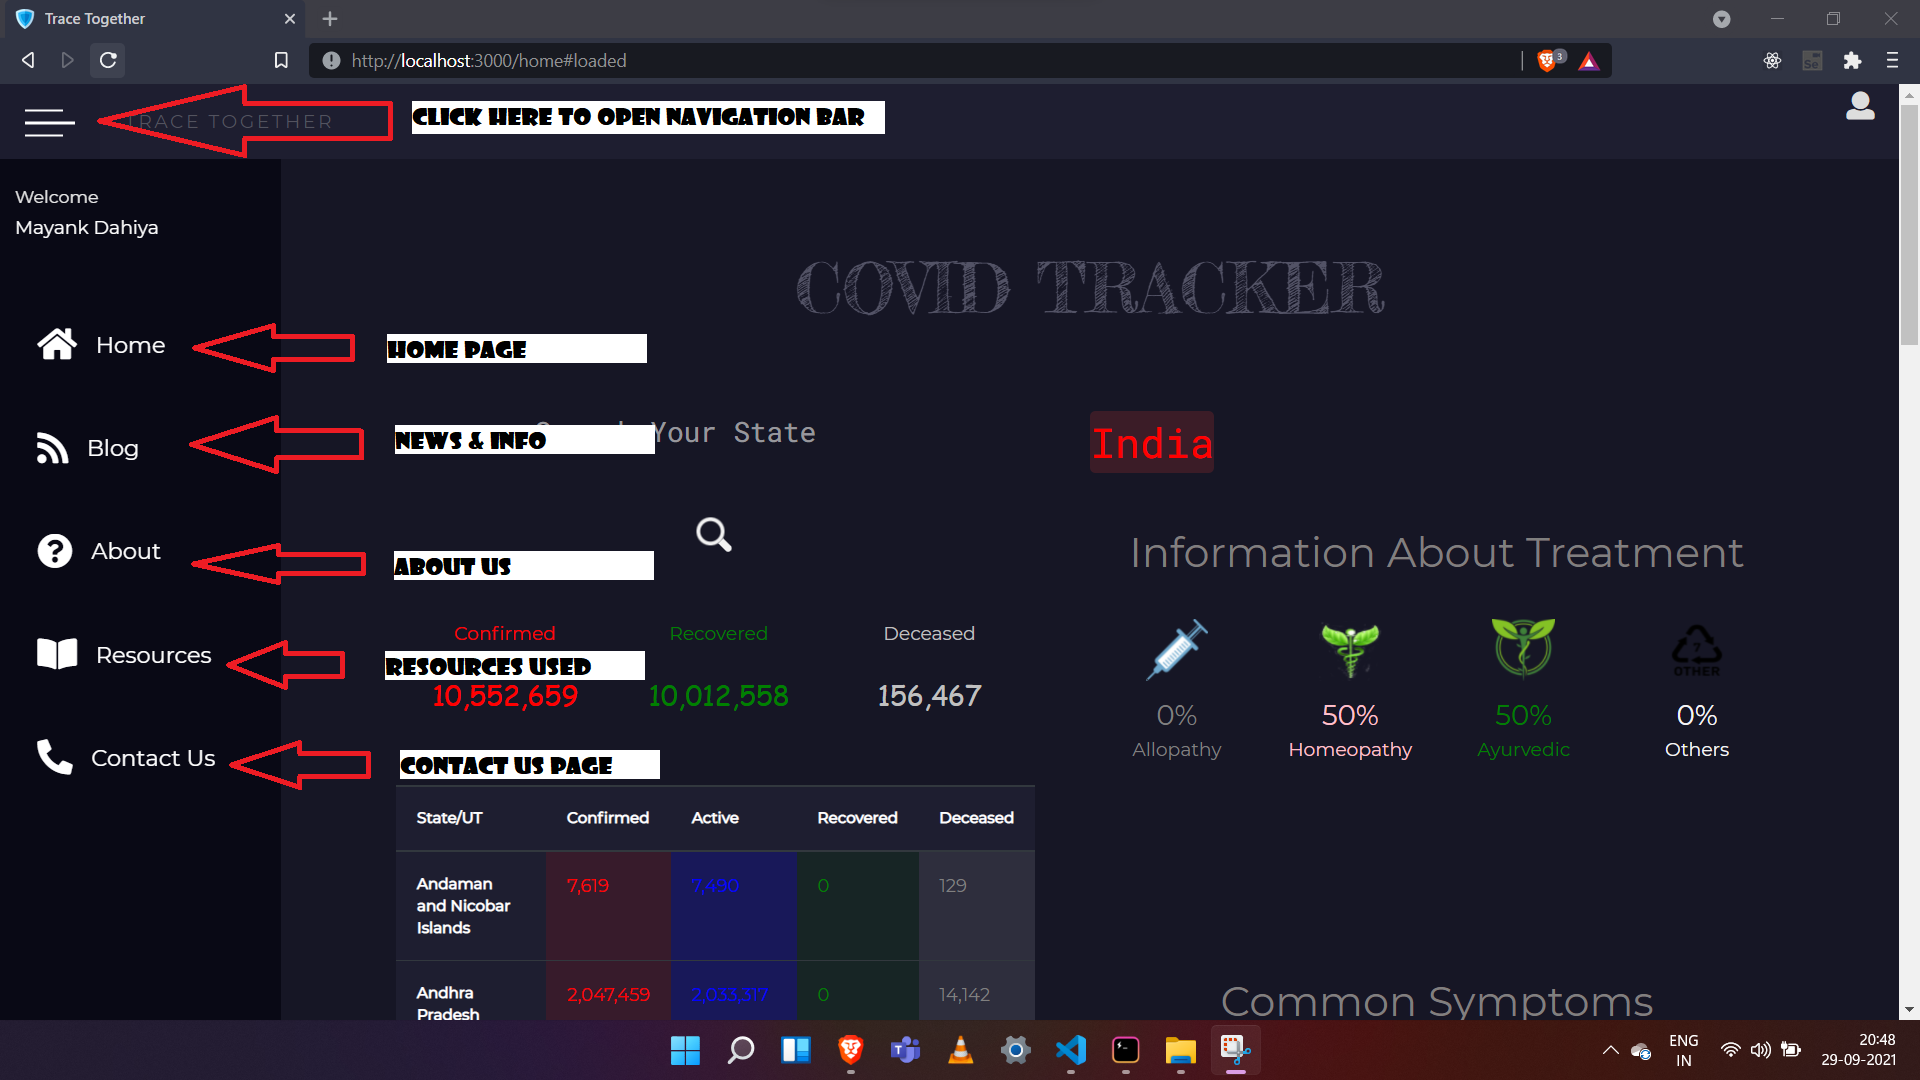 Trace Together
3
http://localhost:3000/home#loaded
TRACE TOGETHER
CLICK HERE TO OPEN NAVIGATION BAR
Welcome
Mayank Dahiya
COVID TRACKER
Home
HOME PAGE
Blog
NEWS & INFO
Your State
India
About
ABOUT US
Information About Treatment
Confirmed Recovered Deceased
Resources
RESOURCES USED
10,552,659 10,012,558 156,467
OTHER
0% 50% 50% 0%
Allopathy Homeopathy Ayurvedic Others
Contact Us
CONTACT US PAGE
State/UT Confirmed Active Recovered Deceased
Andaman and Nicobar Islands 7,619 7,490 0 129
Andhra Pradesh 2,047,459 2,033,317 0 14,142
Common Symptoms
ENG
IN
20:48
29-09-2021